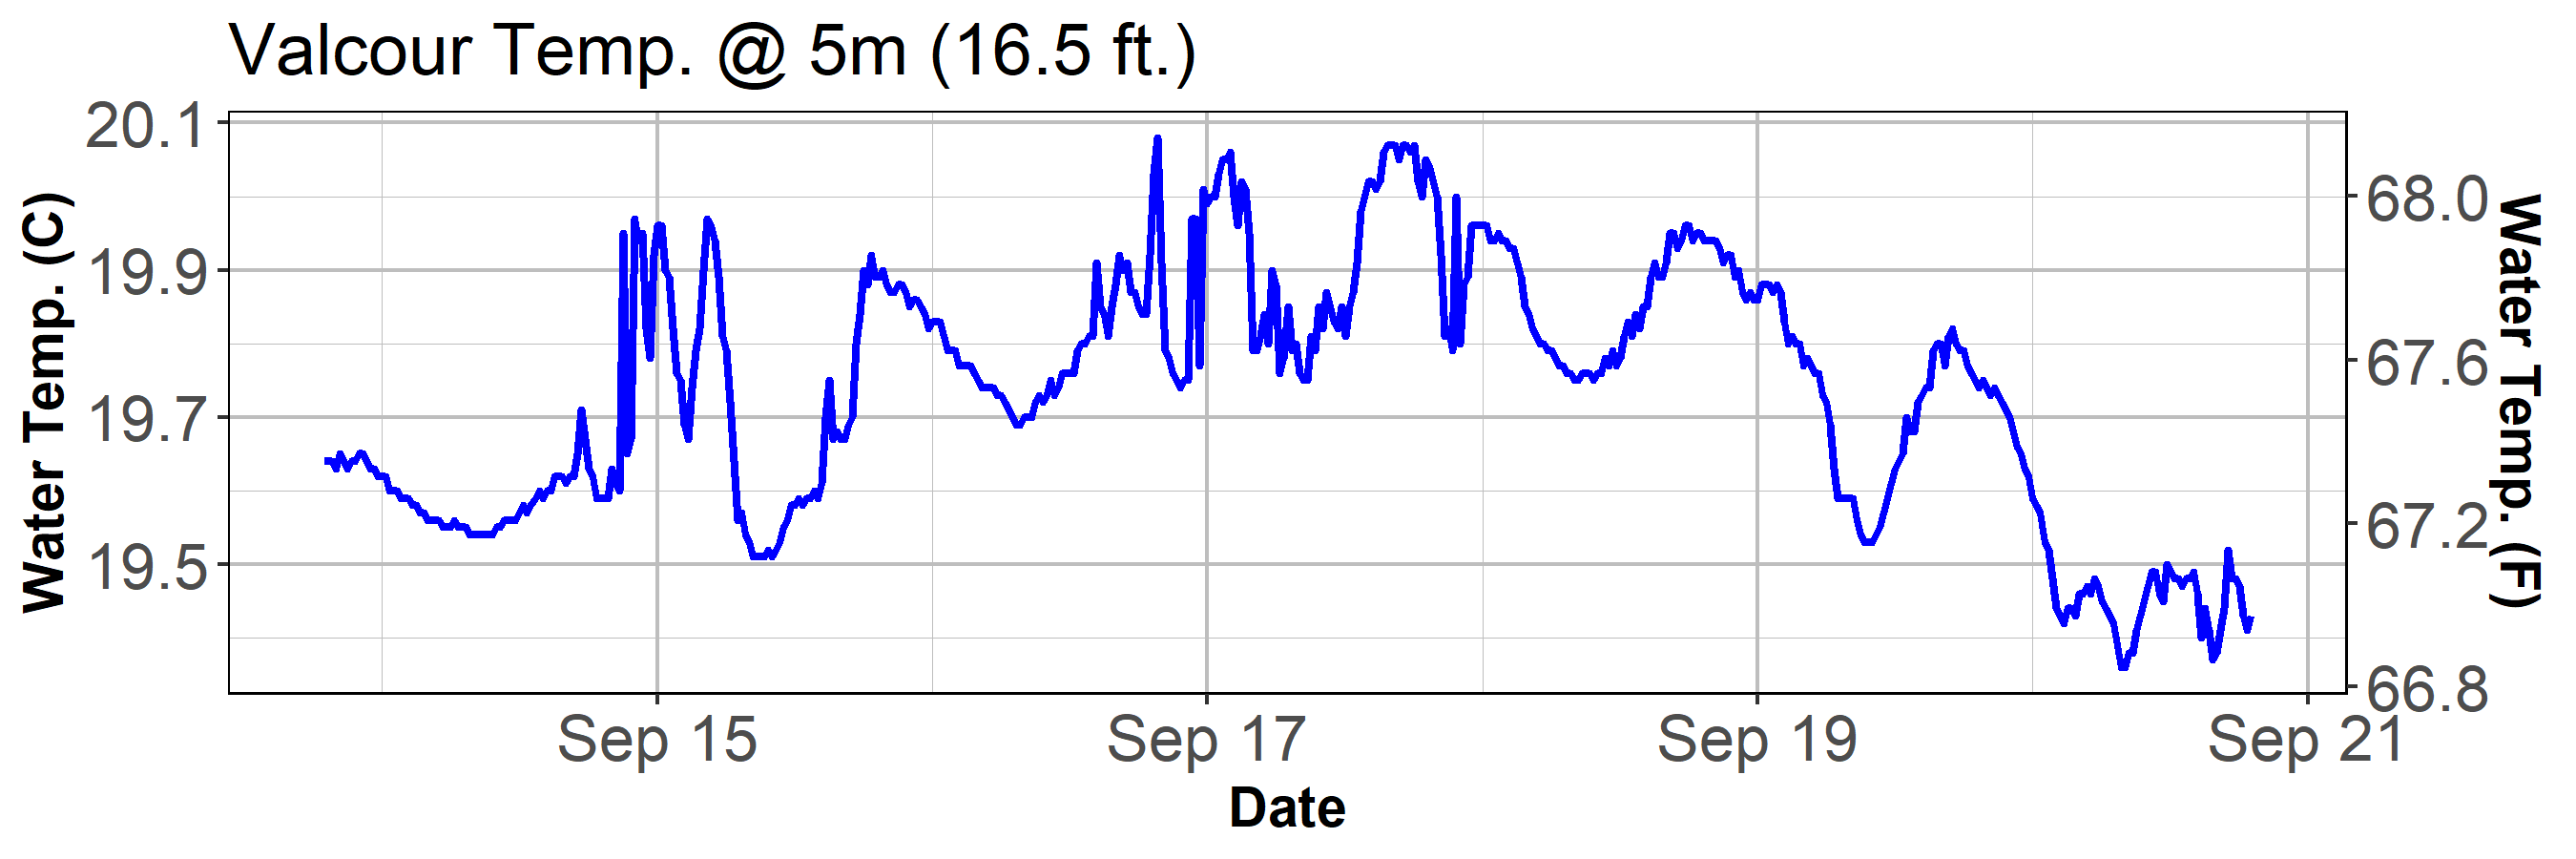 Valcour Temp. @ 5m (16.5 ft.)
Water Temp. (C)
20.1
19.9
19.7
19.5
68.0
67.6
67.2
66.8
Water Temp. (F)
Sep 15
Sep 17
Sep 19
Sep 21
Date